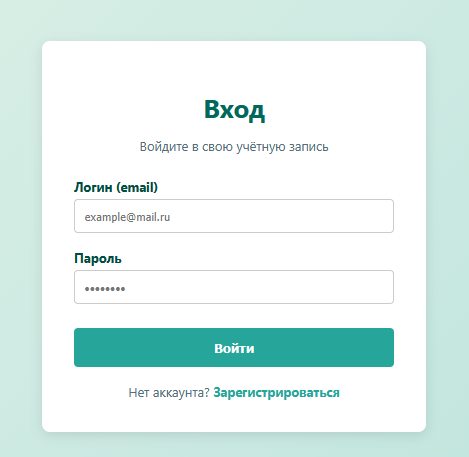 Вход
Войдите в свою учётную запись
Логин (email)
example@mail.ru
Пароль
••••••••
Войти
Нет аккаунта? Зарегистрироваться